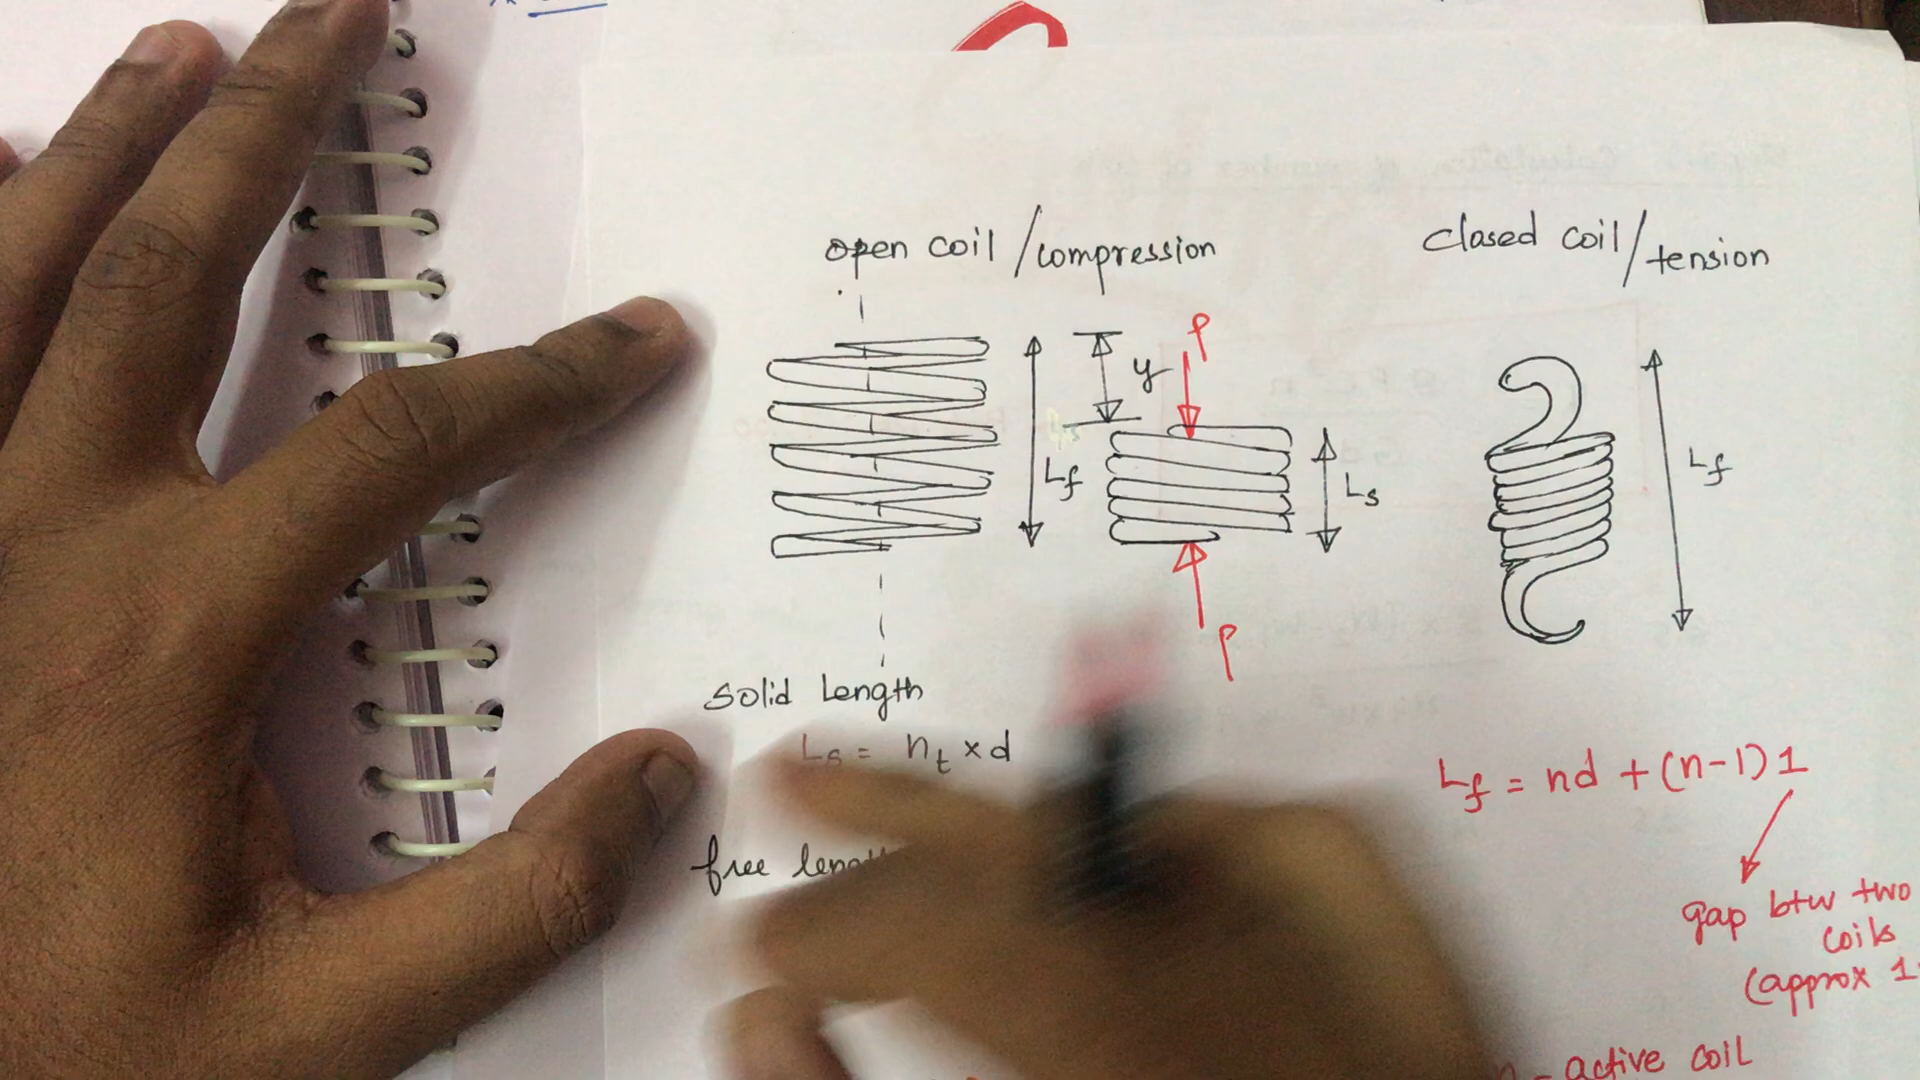 open coil / compression
closed coil / tension
P
y
Lf
Ls
Lf
P
Solid Length
Ls = nt × d
free
Lf = nd + (n-1) 1
gap btw two
coils
(approx 1
active coil